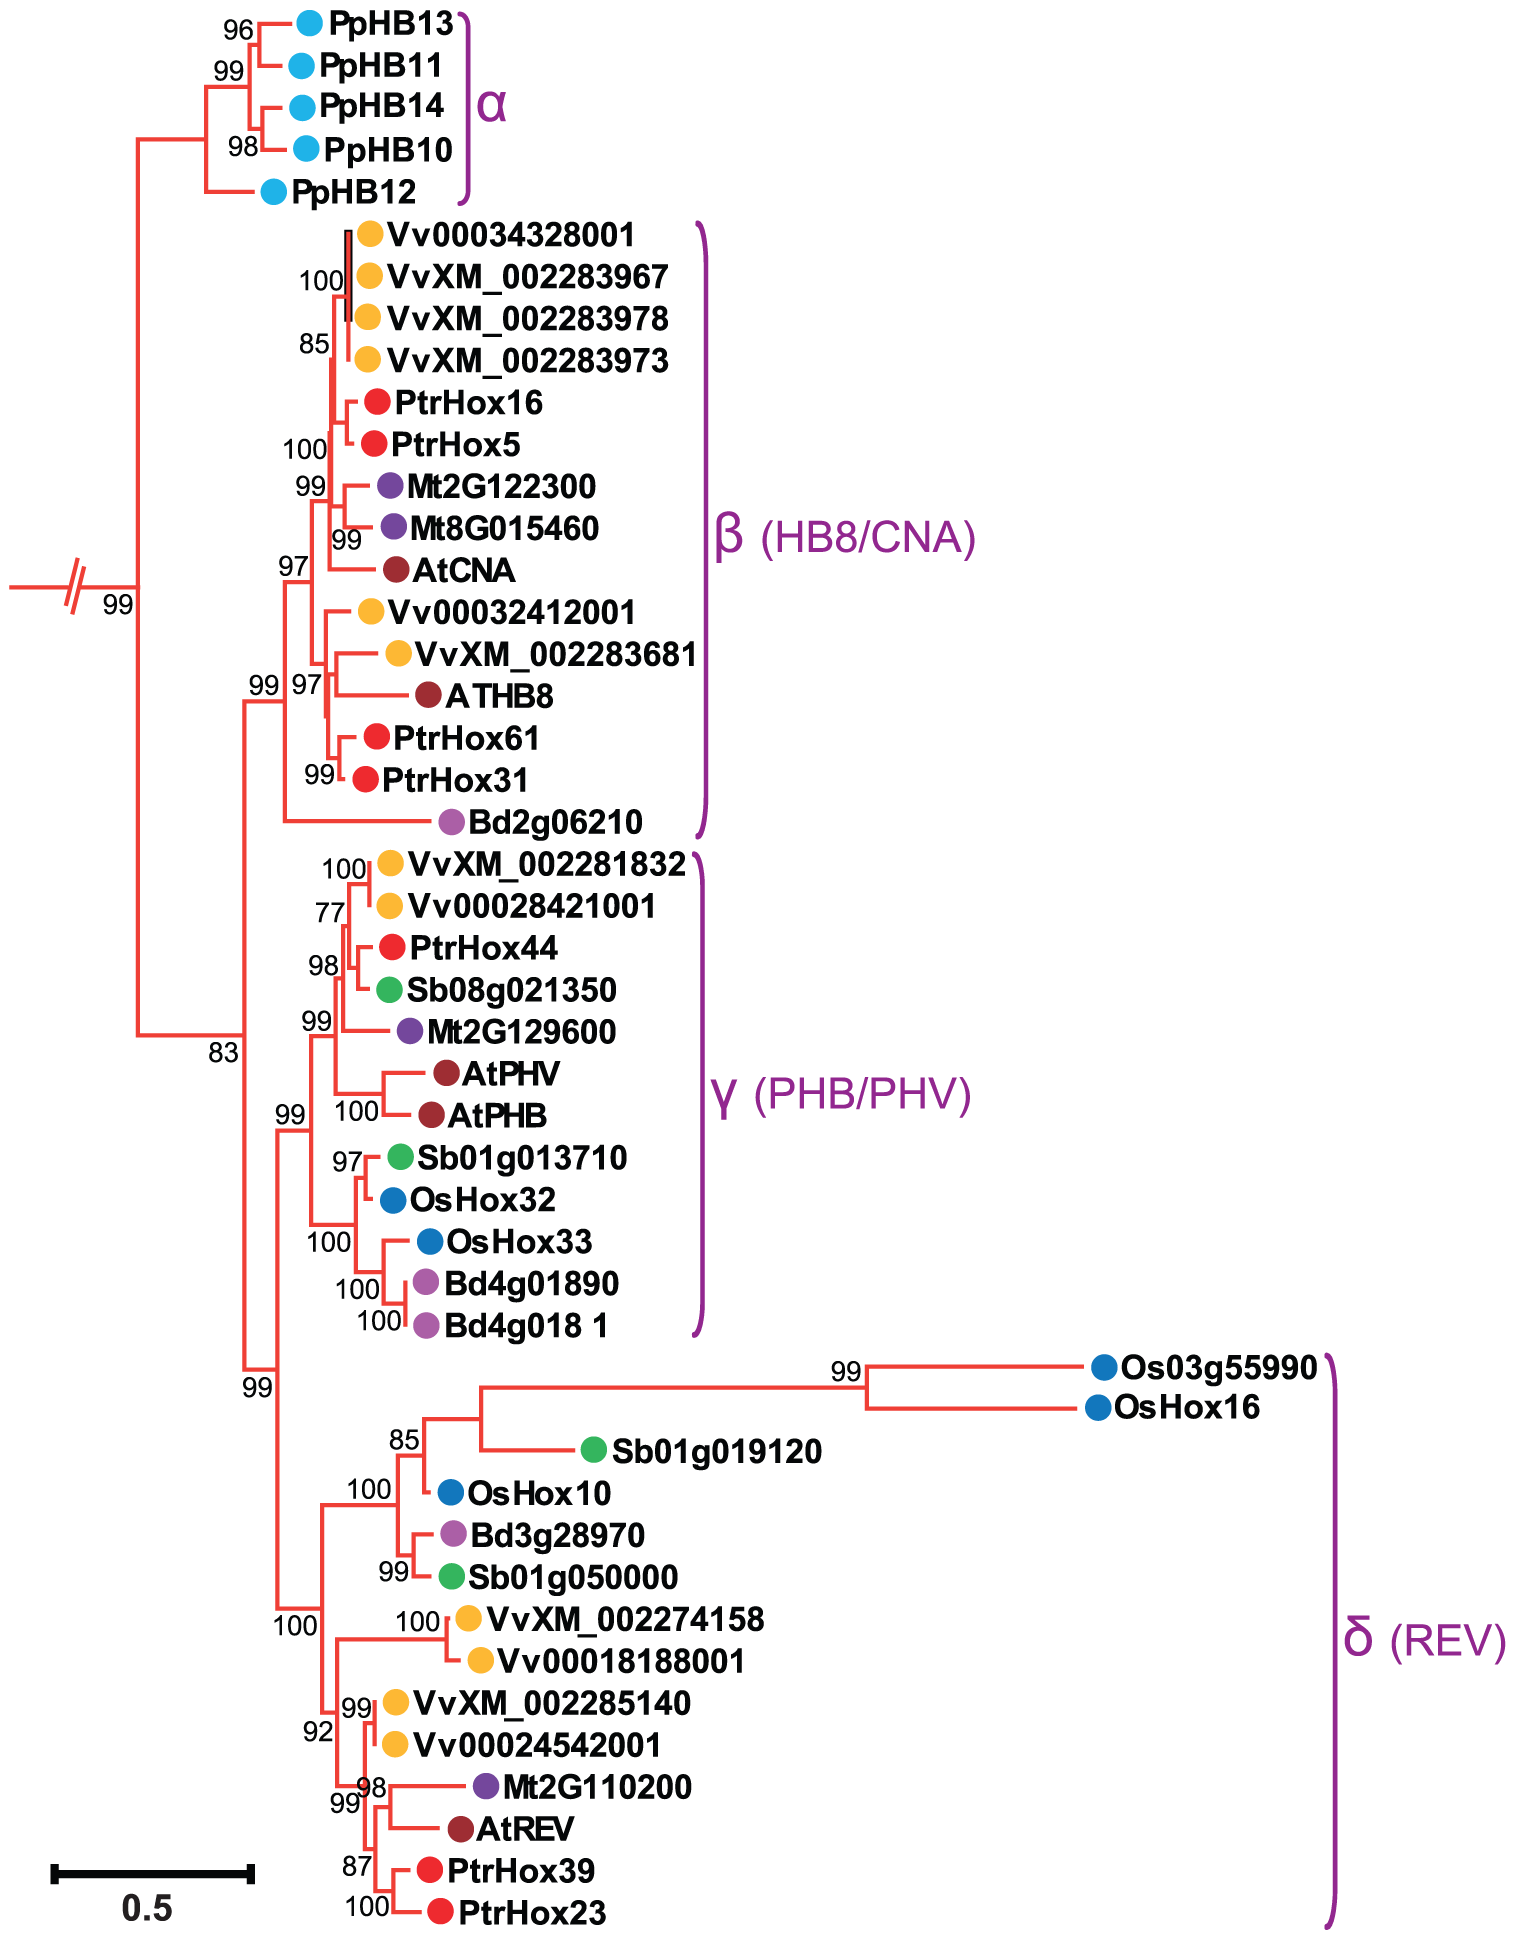 96
PpHB13
99
PpHB11
α
PpHB14
98
PpHB10
PpHB12
Vv00034328001
100
VvXM_002283967
VvXM_002283978
85
VvXM_002283973
PtrHox16
100
PtrHox5
99
Mt2G122300
99
Mt8G015460
β (HB8/CNA)
97
AtCNA
99
Vv00032412001
VvXM_002283681
99
97
ATHB8
PtrHox61
99
PtrHox31
Bd2g06210
100
VvXM_002281832
77
Vv00028421001
98
PtrHox44
Sb08g021350
99
Mt2G129600
83
AtPHV
γ (PHB/PHV)
99
100
AtPHB
97
Sb01g013710
OsHox32
100
OsHox33
100
Bd4g01890
100
Bd4g018 1
99
Os03g55990
99
OsHox16
85
Sb01g019120
100
OsHox10
Bd3g28970
99
Sb01g050000
100
100
VvXM_002274158
δ (REV)
Vv00018188001
99
VvXM_002285140
92
Vv00024542001
98
Mt2G110200
99
AtREV
87
PtrHox39
100
PtrHox23
0.5